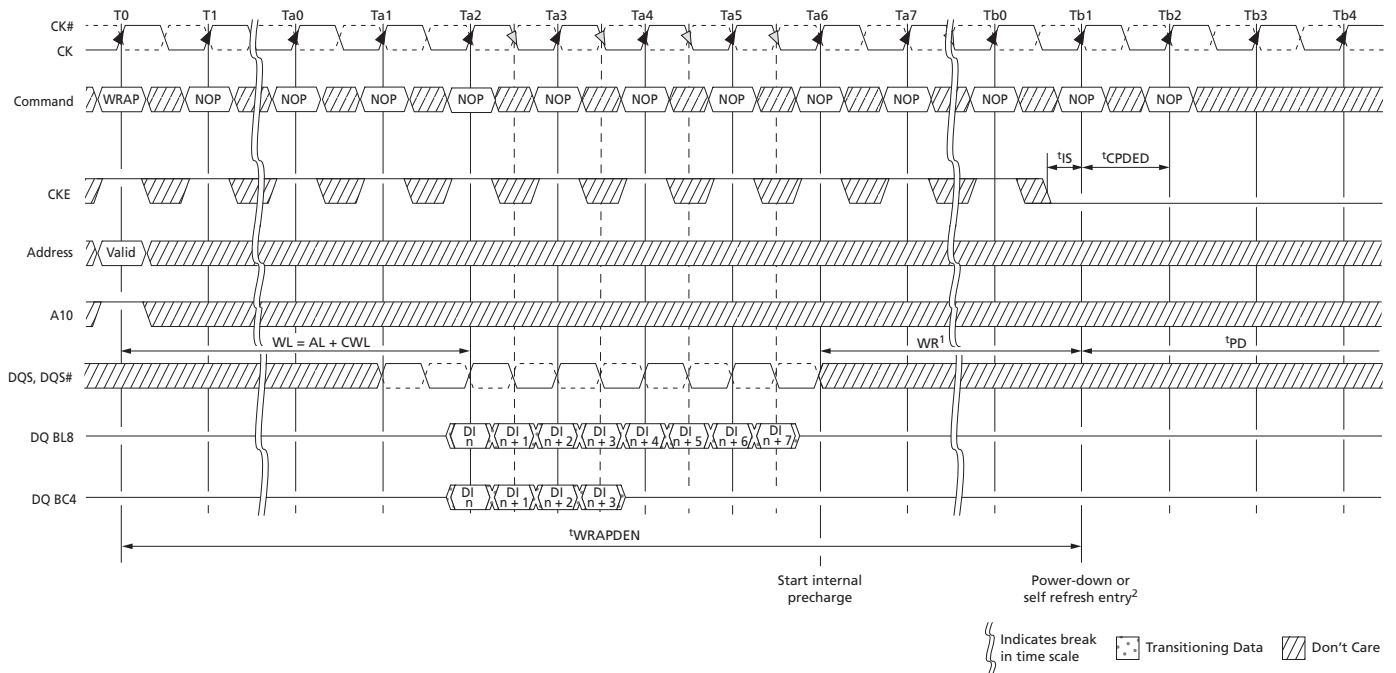 T0 T1 Ta0 Ta1 Ta2 Ta3 Ta4 Ta5 Ta6 Ta7 Tb0 Tb1 Tb2 Tb3 Tb4
CK#
CK
Command WRAP NOP NOP NOP NOP NOP NOP NOP NOP NOP NOP NOP NOP
tIS tCPDED
CKE
Address Valid
A10
WL = AL + CWL WR1 tPD
DQS, DQS#
DQ BL8 DI n DI n + 1 DI n + 2 DI n + 3 DI n + 4 DI n + 5 DI n + 6 DI n + 7
DQ BC4 DI n DI n + 1 DI n + 2 DI n + 3
tWRAPDEN
Start internal
precharge
Power-down or
self refresh entry2
Indicates break
in time scale
Transitioning Data
Don't Care